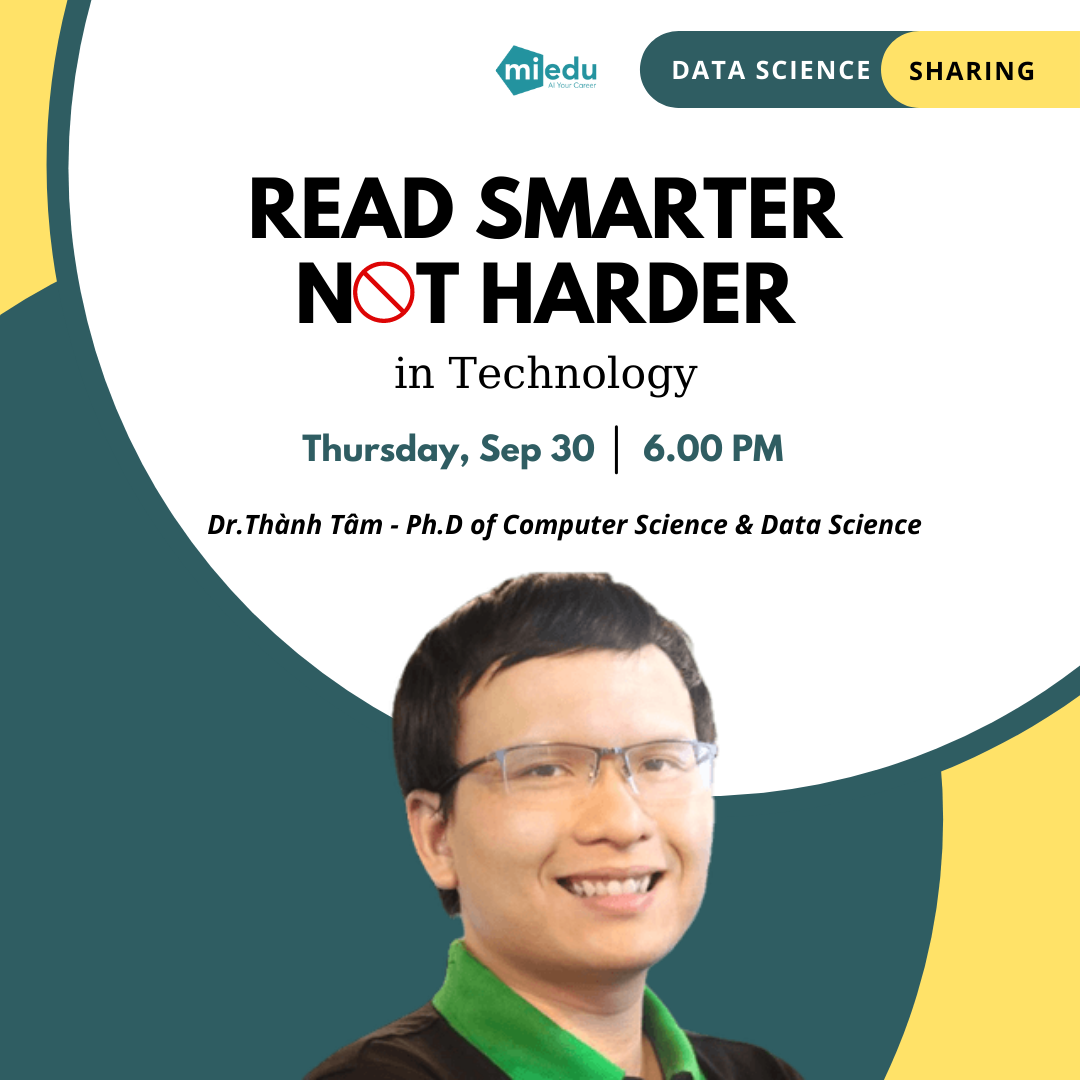 miedu
AI Your Career
DATA SCIENCE SHARING
READ SMARTER
NOT HARDER
in Technology
Thursday, Sep 30 | 6.00 PM
Dr.Thành Tâm - Ph.D of Computer Science & Data Science